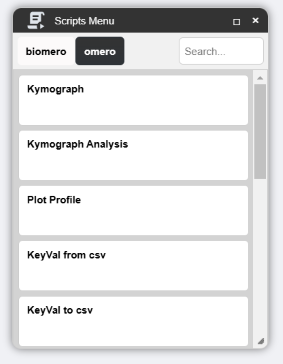 Scripts Menu
biomero
omero
Search...
Kymograph
Kymograph Analysis
Plot Profile
KeyVal from csv
KeyVal to csv